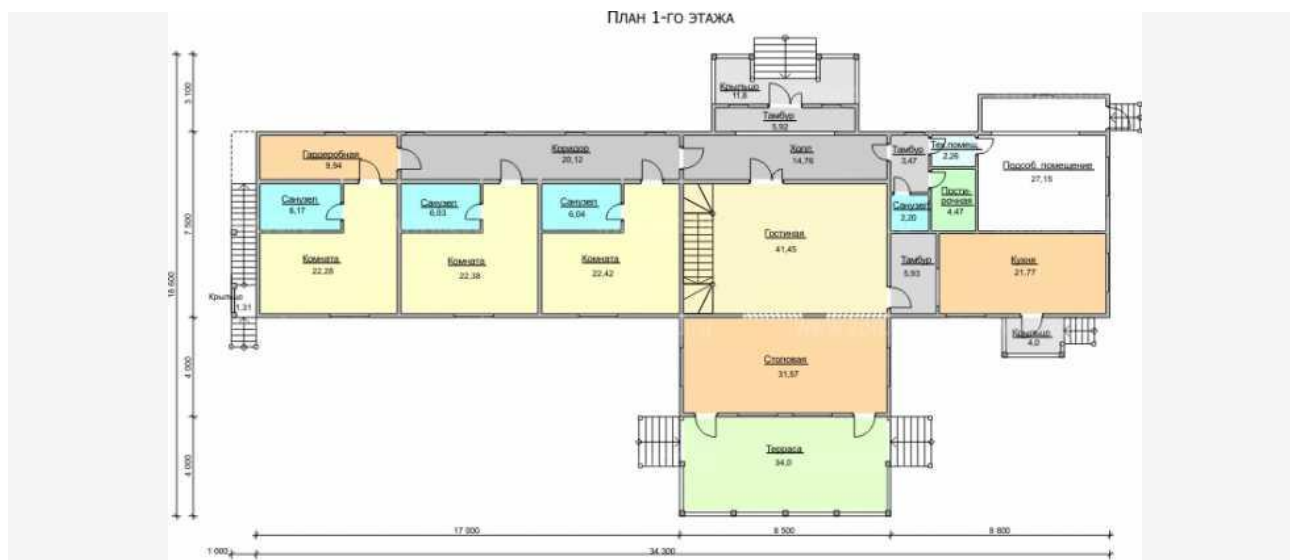 План 1-го этажа
3 100
7 500
18 600
4 000
4 000
Крыльцо
11,8
Тамбур
5,92
Гардеробная
9,94
Коридор
20,12
Холл
14,76
Тамбур
3,47
Тех.помещ.
2,26
Подсоб. помещение
27,15
Санузел
6,17
Санузел
6,03
Санузел
6,04
Санузел
2,20
Пости-
рочная
4,47
Комната
22,28
Комната
22,38
Комната
22,42
Гостиная
41,45
Тамбур
5,93
Кухня
21,77
Крыльцо
1,31
Крыльцо
4,0
Столовая
31,57
Терраса
34,0
17 000
8 500
8 800
1 000
34 300